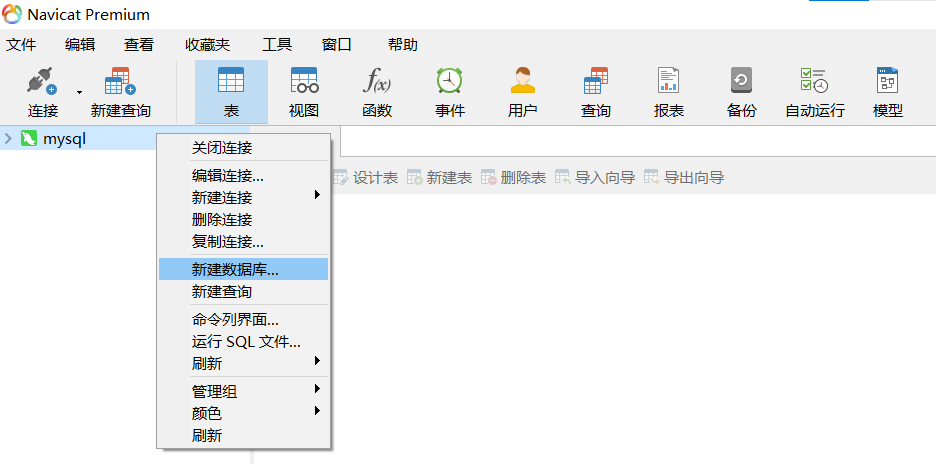 Navicat Premium
文件 编辑 查看 收藏夹 工具 窗口 帮助
连接 新建查询 表 视图 函数 事件 用户 查询 报表 备份 自动运行 模型
mysql
关闭连接
设计表 新建表 删除表 导入向导 导出向导
编辑连接...
新建连接
删除连接
复制连接...
新建数据库...
新建查询
命令列界面...
运行 SQL 文件...
刷新
管理组
颜色
刷新